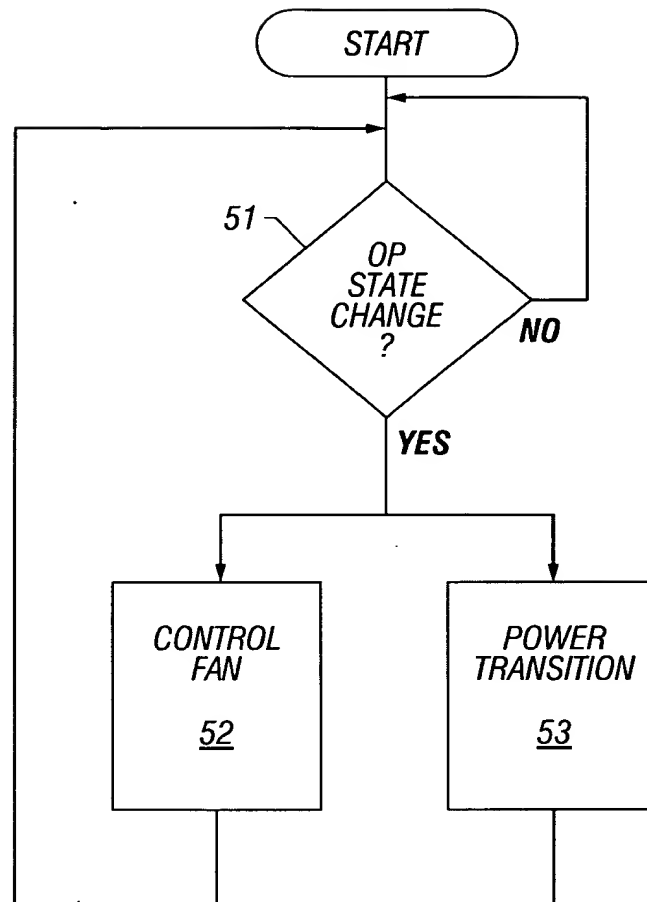 START
51
OP
STATE
CHANGE
?
NO
YES
CONTROL
FAN
52
POWER
TRANSITION
53